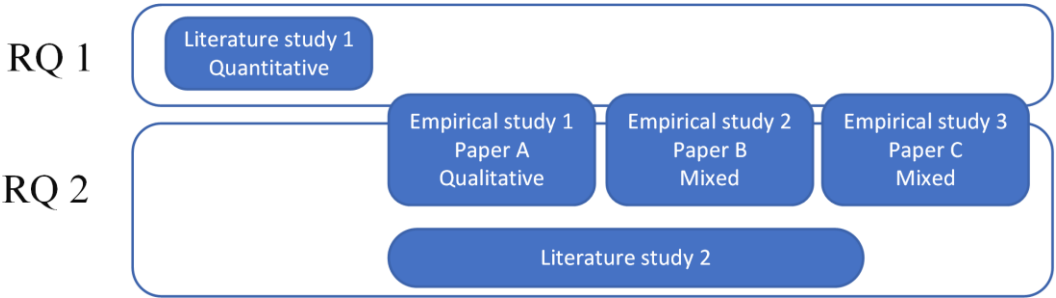 RQ 1
Literature study 1
Quantitative
Empirical study 1
Paper A
Qualitative
Empirical study 2
Paper B
Mixed
Empirical study 3
Paper C
Mixed
RQ 2
Literature study 2